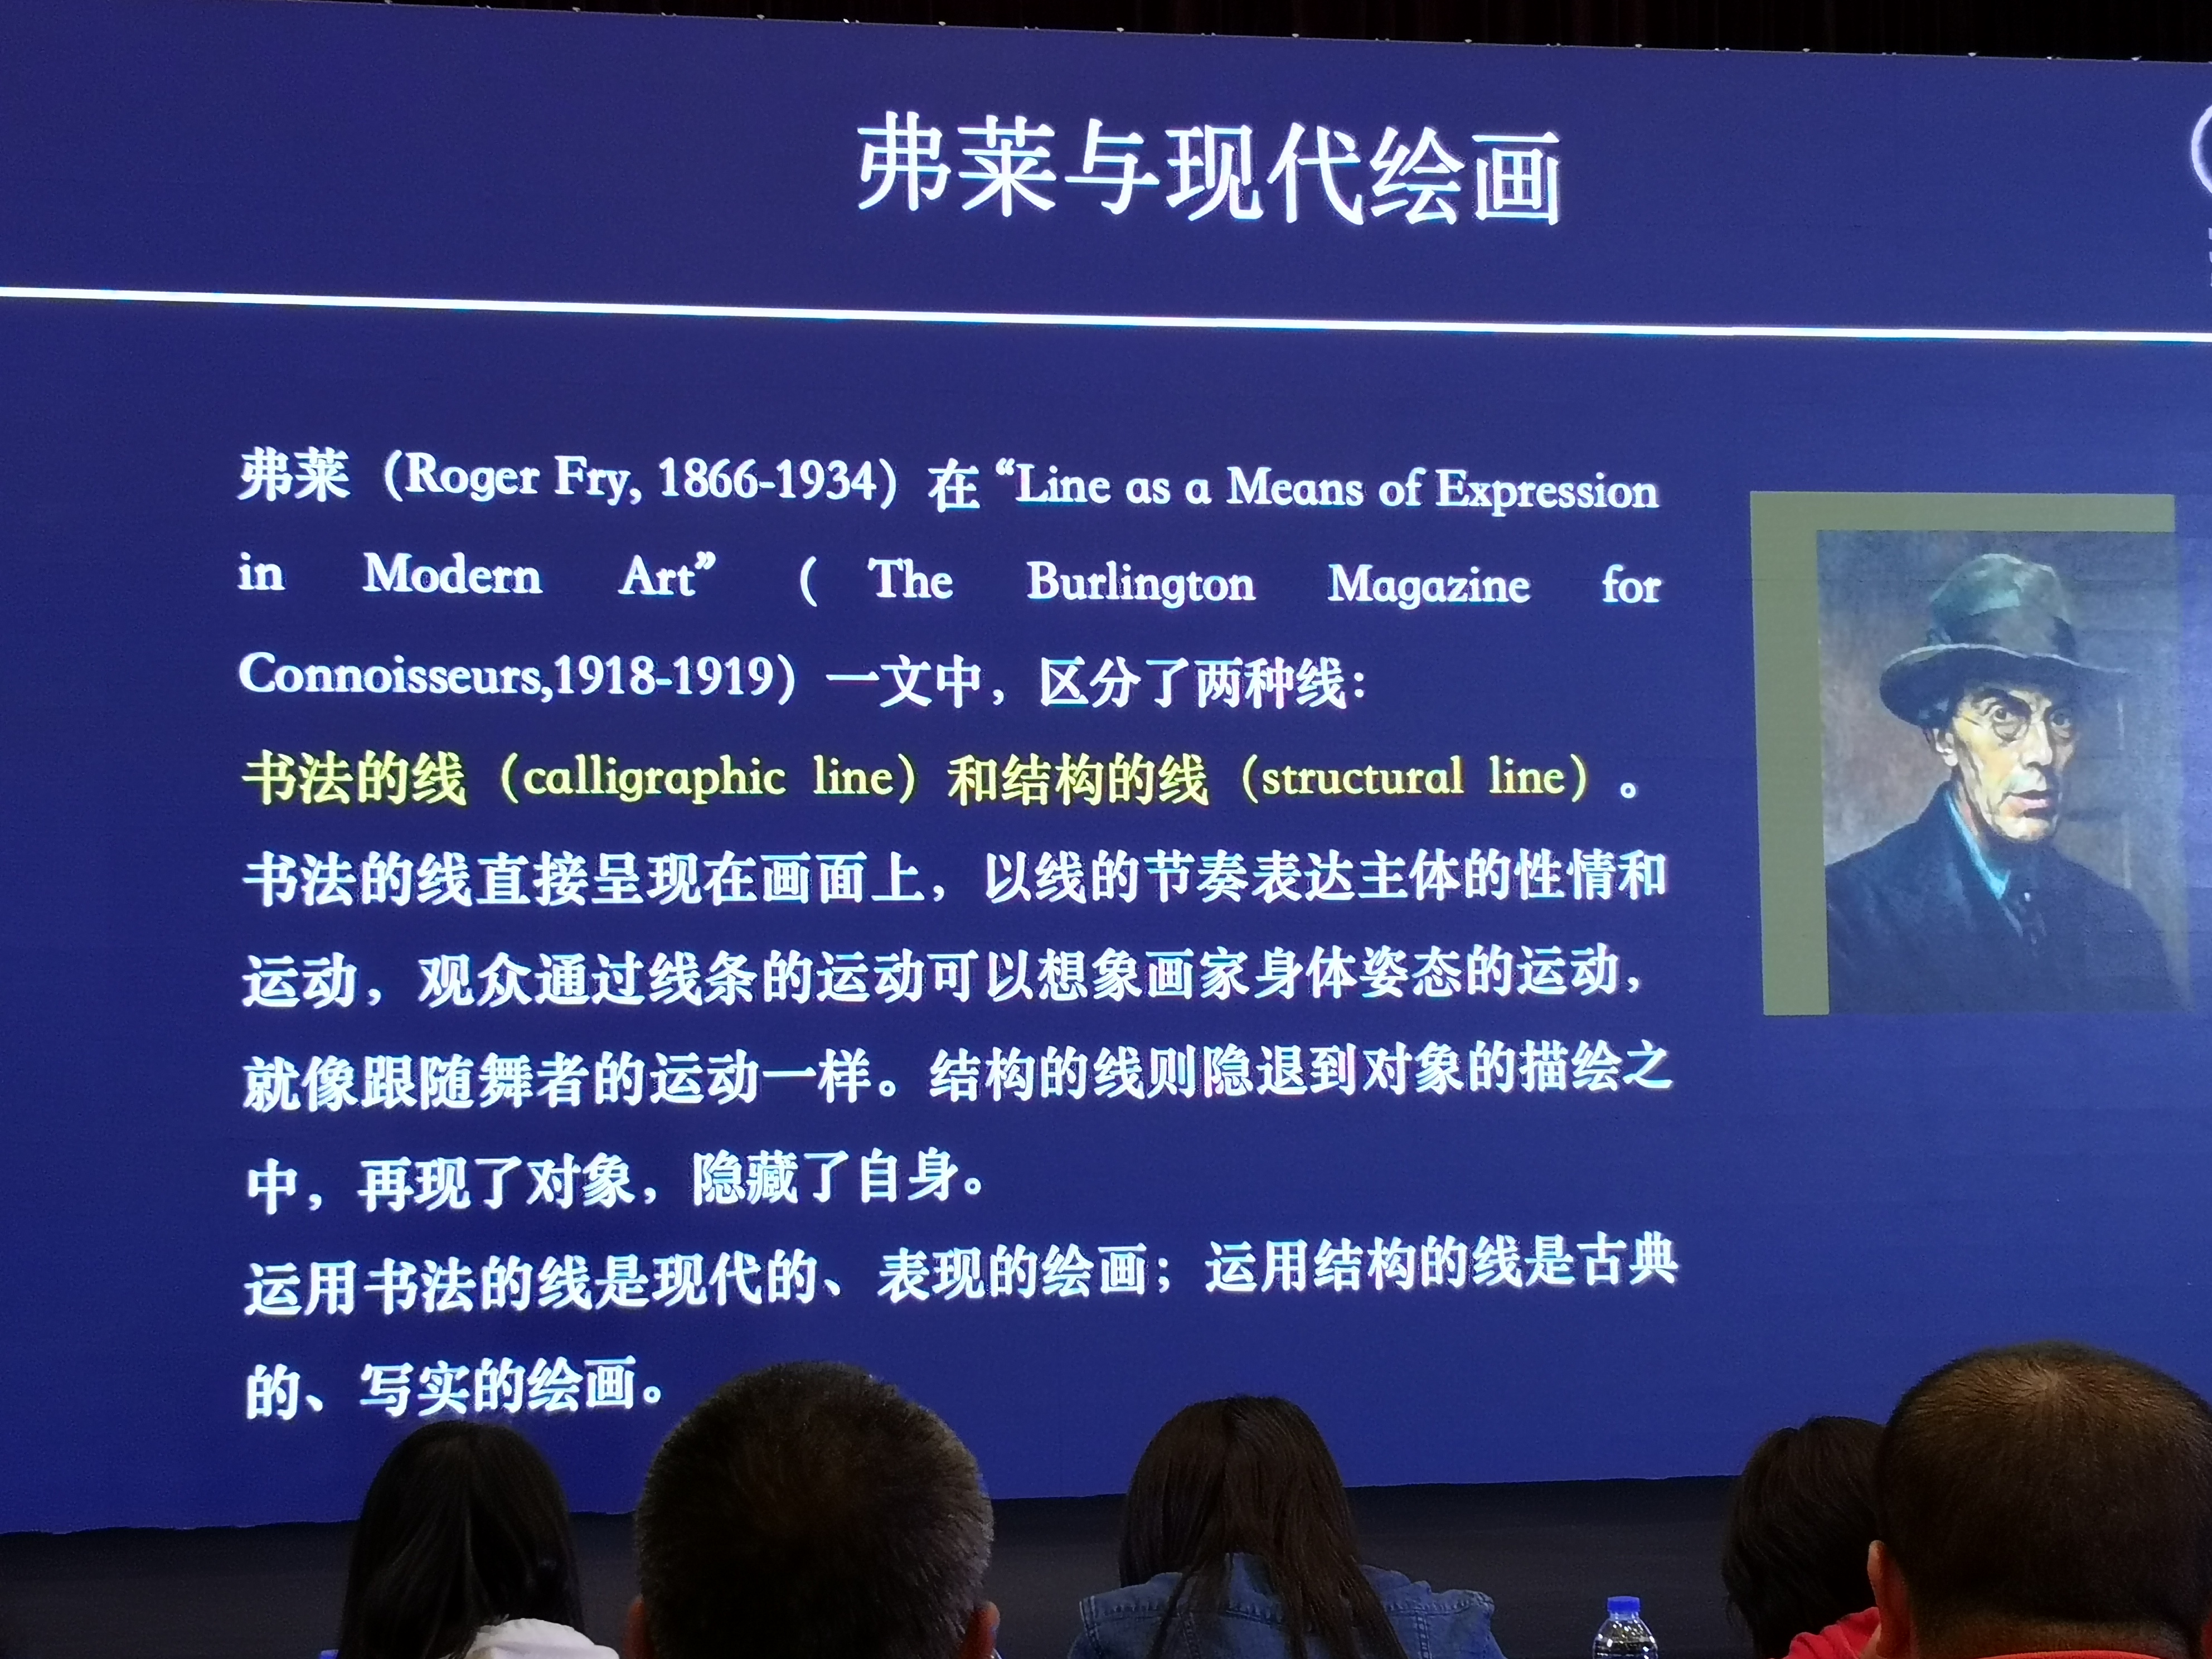 弗莱与现代绘画
弗莱（Roger Fry, 1866-1934）在“Line as a Means of Expression
in Modern Art”（The Burlington Magazine for
Connoisseurs,1918-1919）一文中，区分了两种线：
书法的线（calligraphic line）和结构的线（structural line）。
书法的线直接呈现在画面上，以线的节奏表达主体的性情和
运动，观众通过线条的运动可以想象画家身体姿态的运动，
就像跟随舞者的运动一样。结构的线则隐退到对象的描绘之
中，再现了对象，隐藏了自身。
运用书法的线是现代的、表现的绘画；运用结构的线是古典
的、写实的绘画。